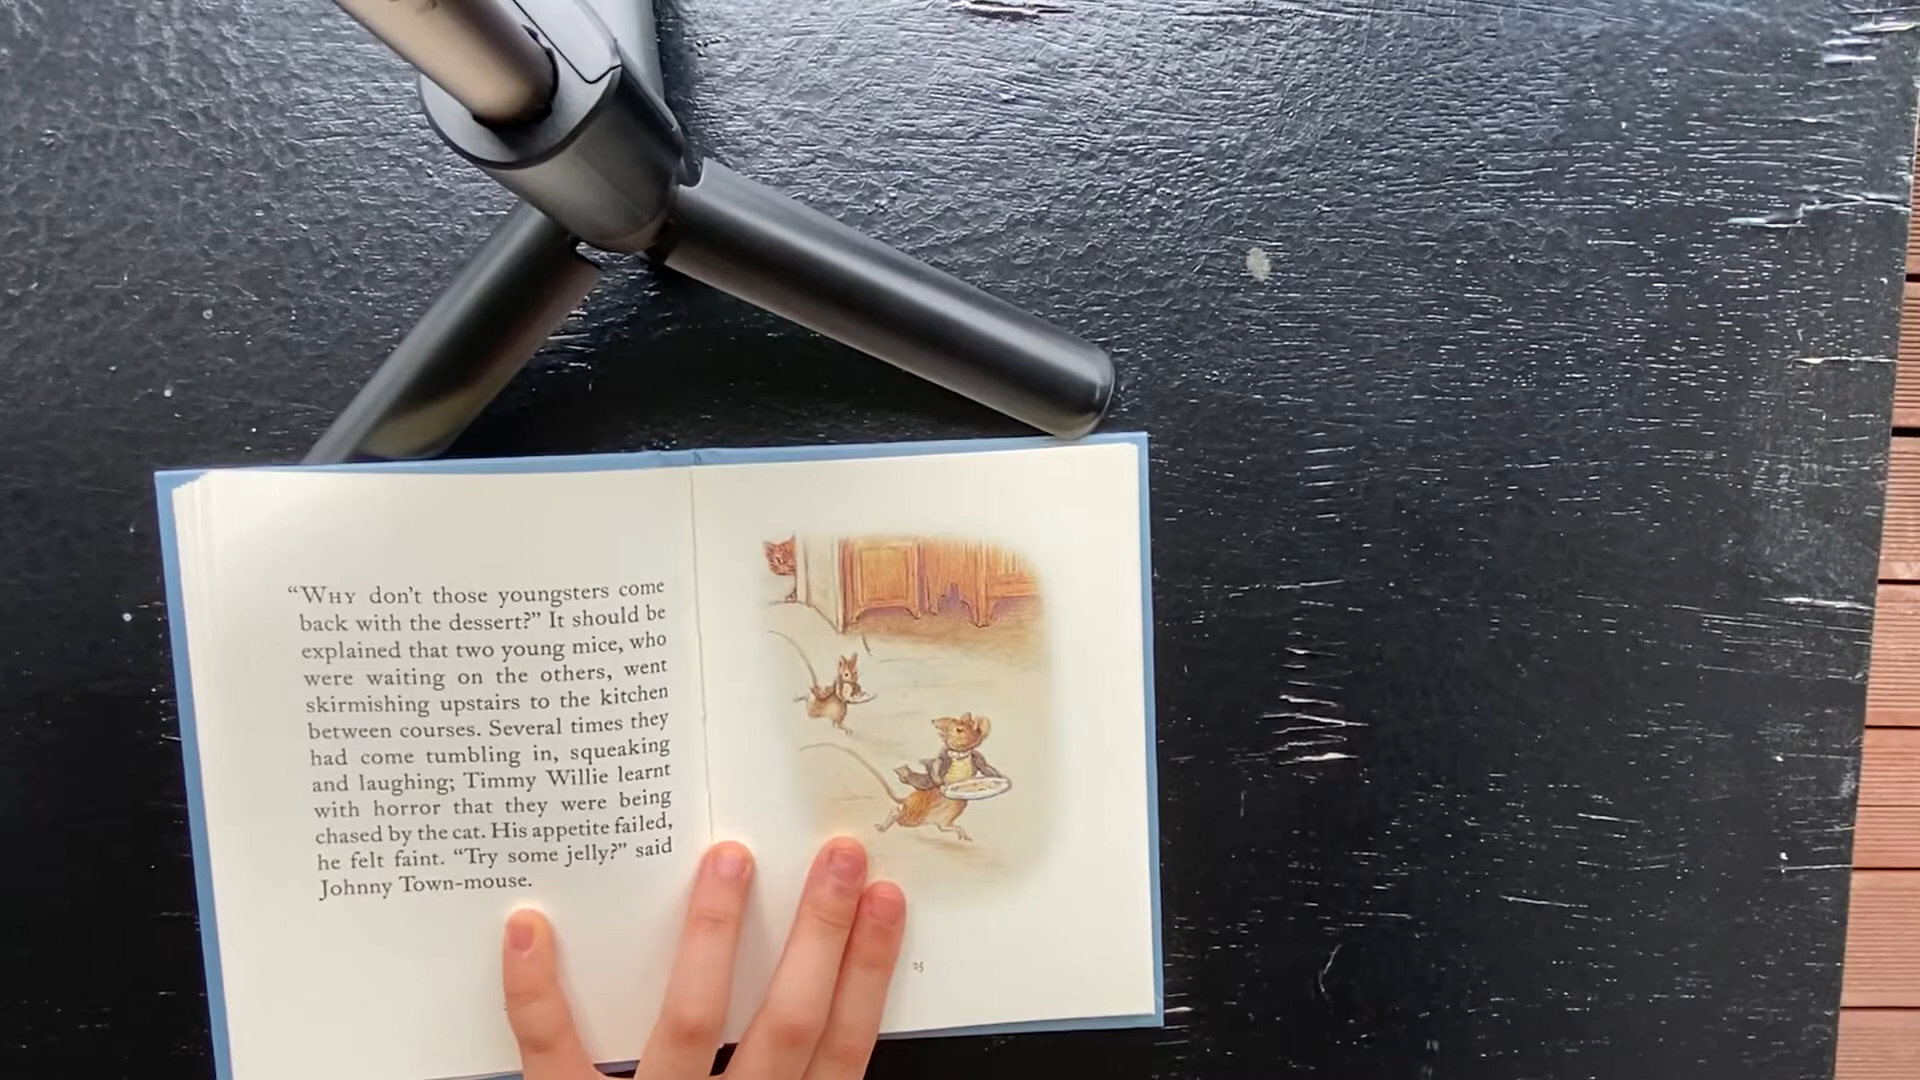 “WHY don’t those youngsters come
back with the dessert?” It should be
explained that two young mice, who
were waiting on the others, went
skirmishing upstairs to the kitchen
between courses. Several times they
had come tumbling in, squeaking
and laughing; Timmy Willie learnt
with horror that they were being
chased by the cat. His appetite failed,
he felt faint. “Try some jelly?” said
Johnny Town-mouse.
25